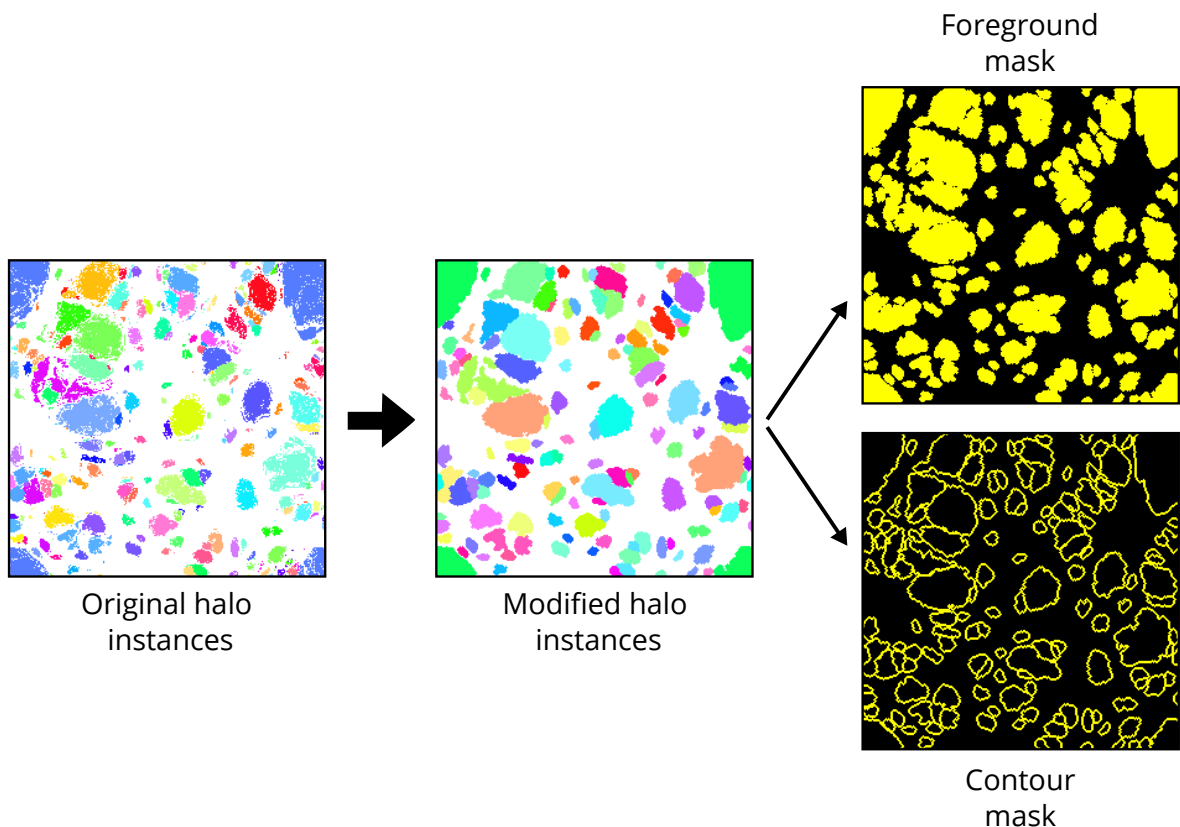 Foreground
mask
Original halo
instances
Modified halo
instances
Contour
mask